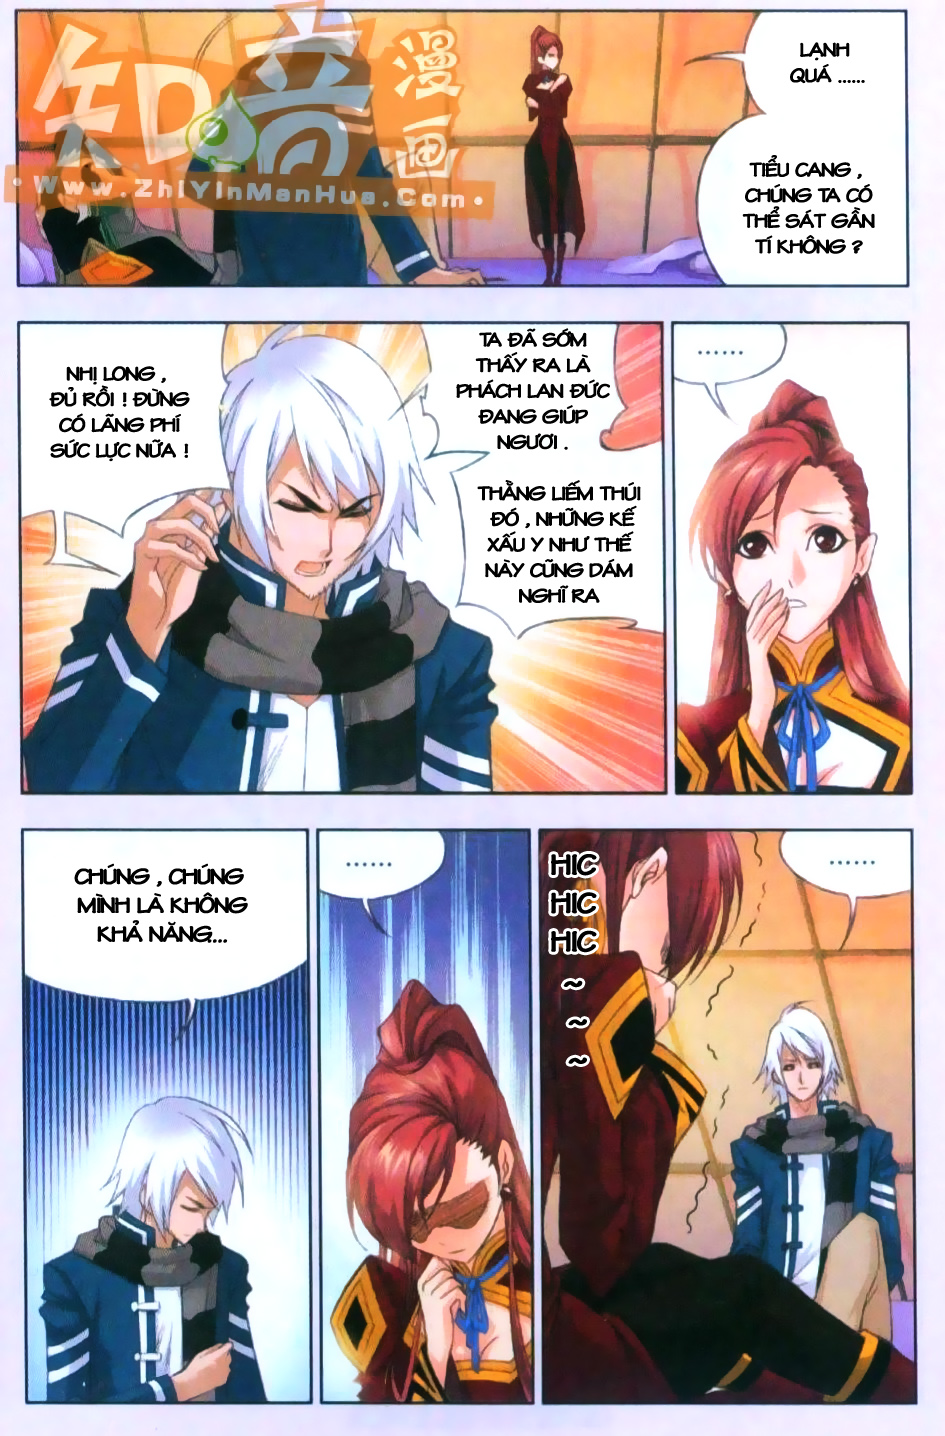 知音
漫画
• Www.ZhiYinManHua.Com •
LẠNH
QUÁ ......
TIỂU CANG ,
CHÚNG TA CÓ
THỂ SÁT GẦN
TÍ KHÔNG ?
NHỊ LONG ,
ĐỦ RỒI ! ĐỪNG
CÓ LÃNG PHÍ
SỨC LỰC NỮA !
TA ĐÃ SỚM
THẤY RA LÀ
PHÁCH LAN ĐỨC
ĐANG GIÚP
NGƯƠI .
THẰNG LIẾM THÚI
ĐÓ , NHỮNG KẾ
XẤU Y NHƯ THẾ
NÀY CŨNG DÁM
NGHĨ RA
......
CHÚNG , CHÚNG
MÌNH LÀ KHÔNG
KHẢ NĂNG...
......
HIC
HIC
HIC
~
~
~
......